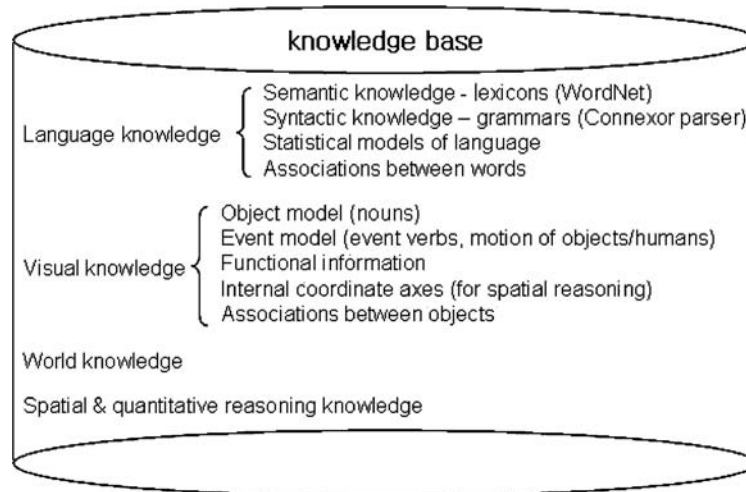 knowledge base
Semantic knowledge - lexicons (WordNet)
Syntactic knowledge – grammars (Connexor parser)
Language knowledge
Statistical models of language
Associations between words
Object model (nouns)
Event model (event verbs, motion of objects/humans)
Visual knowledge
Functional information
Internal coordinate axes (for spatial reasoning)
Associations between objects
World knowledge
Spatial & quantitative reasoning knowledge